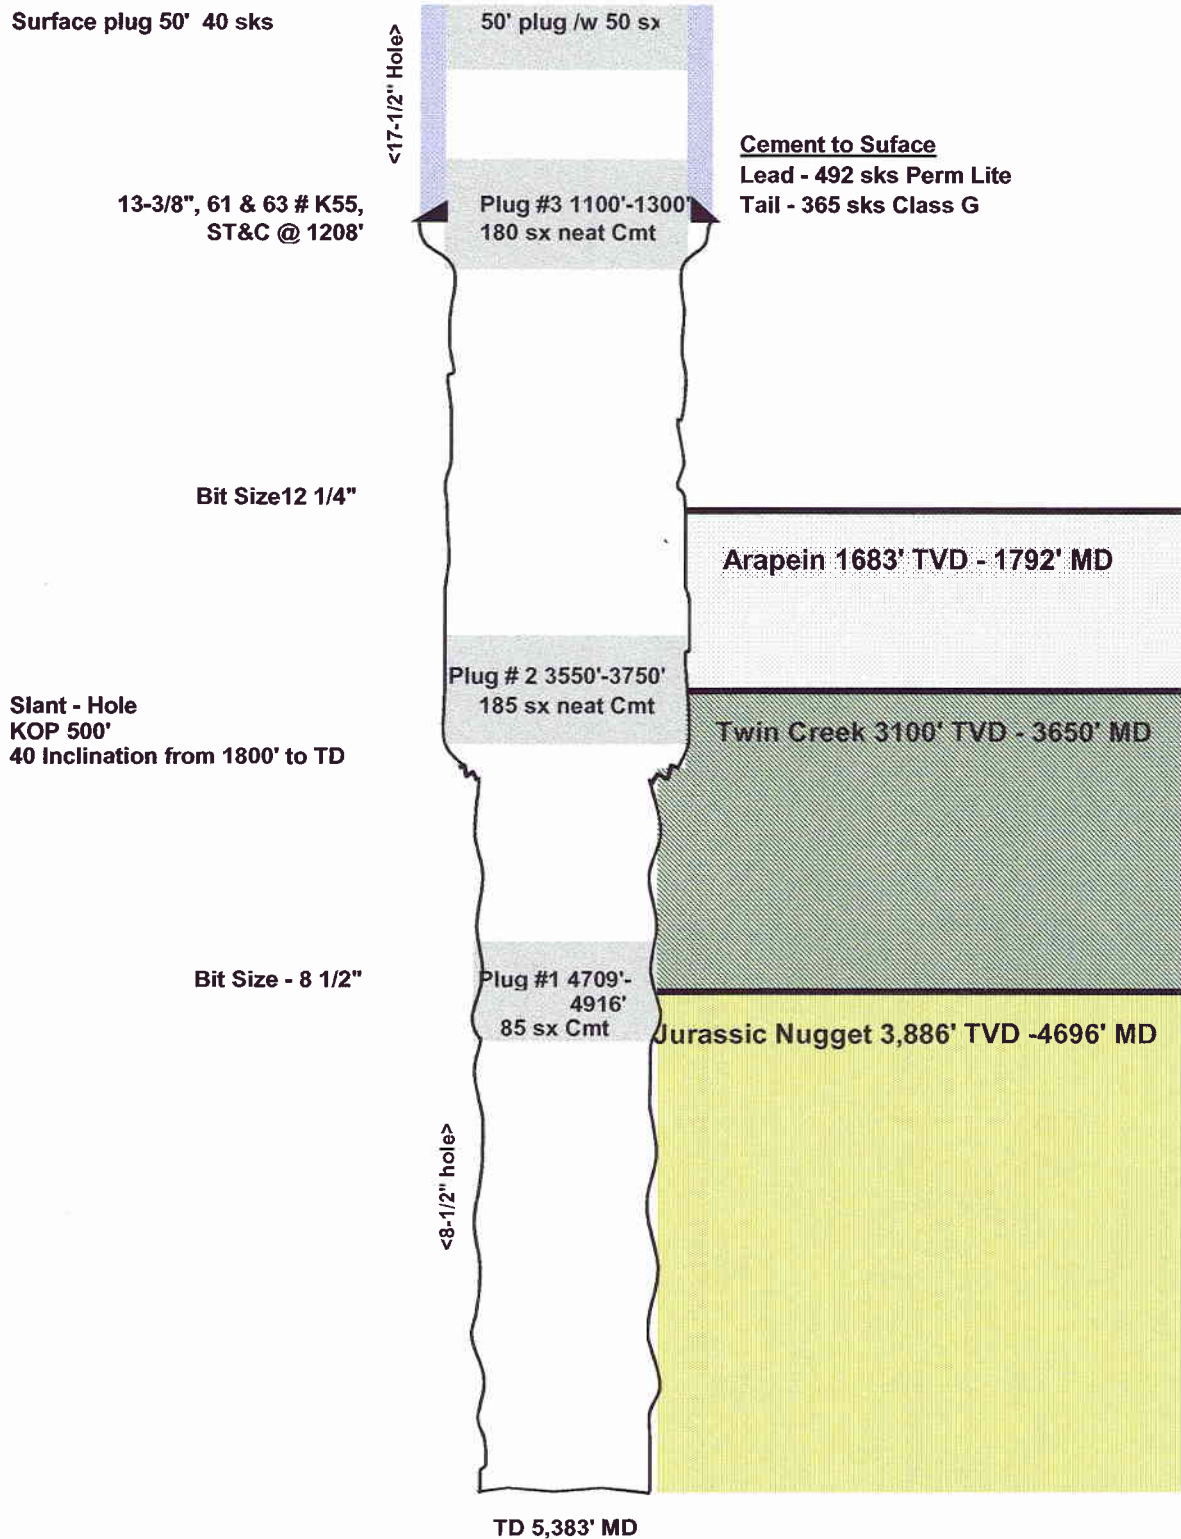 Surface plug 50' 40 sks
50' plug /w 50 sx
<17-1/2" Hole>
Cement to Suface
Lead - 492 sks Perm Lite
Tail - 365 sks Class G
13-3/8", 61 & 63 # K55,
ST&C @ 1208'
Plug #3 1100'-1300'
180 sx neat Cmt
Bit Size12 1/4"
Arapein 1683' TVD - 1792' MD
Plug # 2 3550'-3750'
185 sx neat Cmt
Slant - Hole
KOP 500'
40 Inclination from 1800' to TD
Twin Creek 3100' TVD - 3650' MD
Bit Size - 8 1/2"
Plug #1 4709'-
4916'
85 sx Cmt
Jurassic Nugget 3,886' TVD -4696' MD
<8-1/2" hole>
TD 5,383' MD